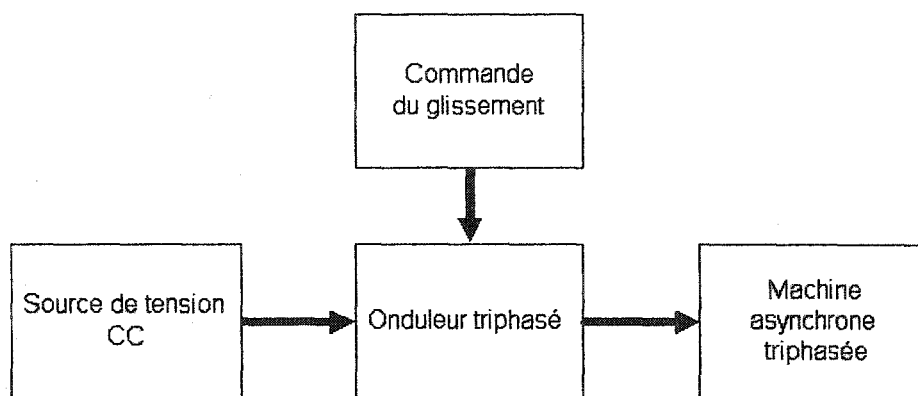 Commande
du glissement
Source de tension
CC
Onduleur triphasé
Machine
asynchrone
triphasée